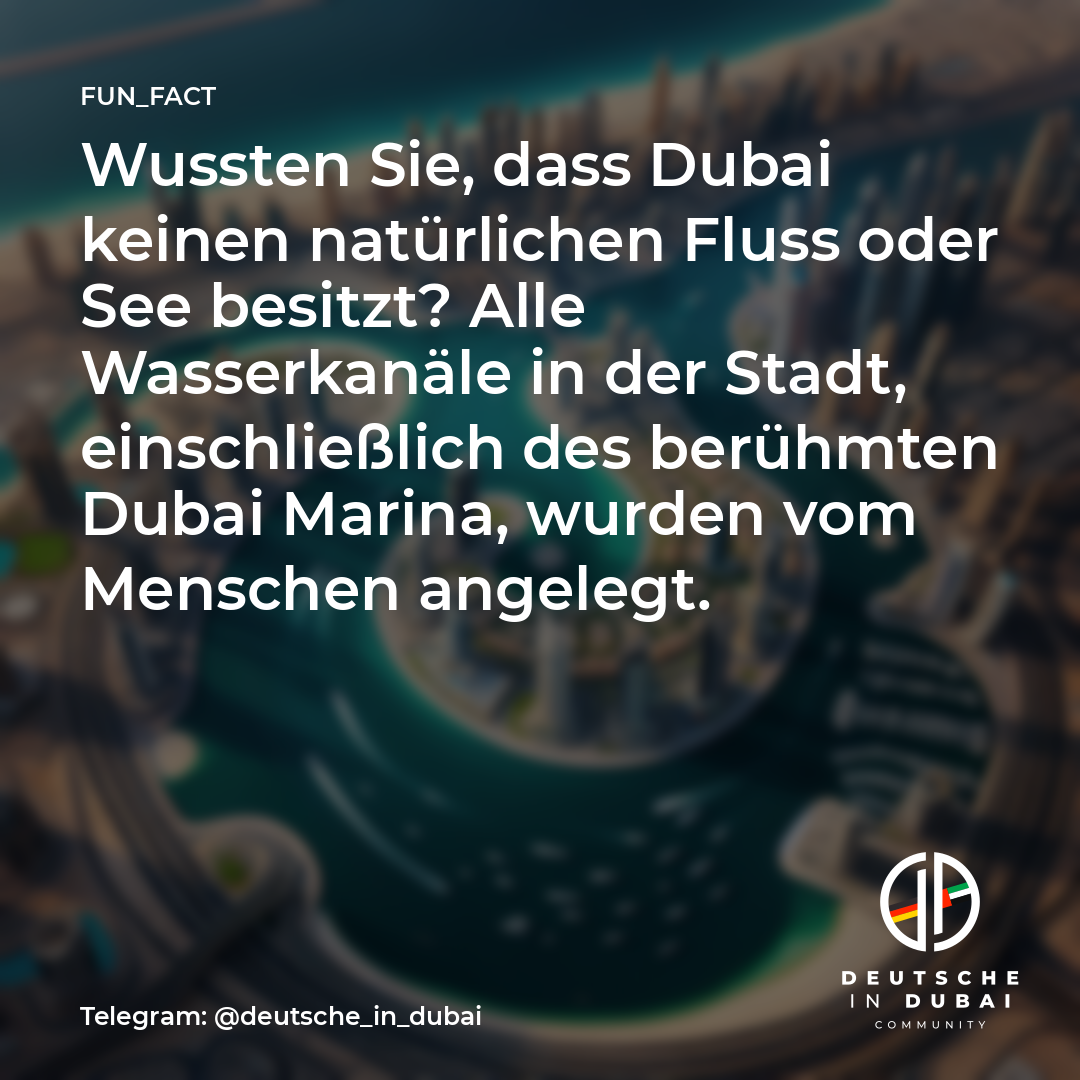 FUN_FACT
Wussten Sie, dass Dubai
keinen natürlichen Fluss oder
See besitzt? Alle
Wasserkanäle in der Stadt,
einschließlich des berühmten
Dubai Marina, wurden vom
Menschen angelegt.
DEUTSCHE
IN DUBAI
COMMUNITY
Telegram: @deutsche_in_dubai